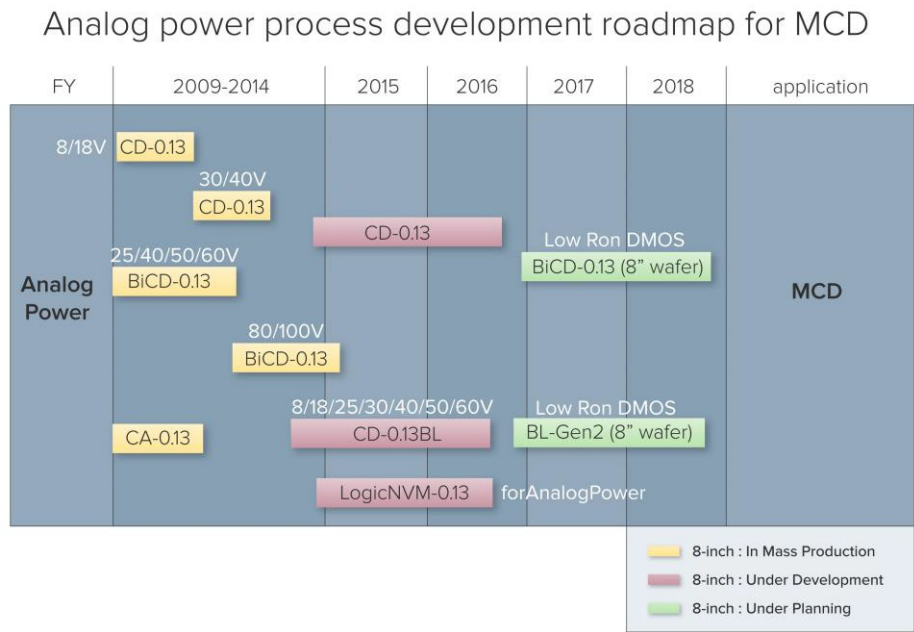 Analog power process development roadmap for MCD
FY 2009-2014 2015 2016 2017 2018 application
8/18V CD-0.13
30/40V
CD-0.13
CD-0.13
Low Ron DMOS
25/40/50/60V
BiCD-0.13
BiCD-0.13 (8” wafer)
Analog
Power
MCD
80/100V
BiCD-0.13
8/18/25/30/40/50/60V
Low Ron DMOS
CA-0.13
CD-0.13BL
BL-Gen2 (8” wafer)
LogicNVM-0.13 forAnalogPower
8-inch : In Mass Production
8-inch : Under Development
8-inch : Under Planning